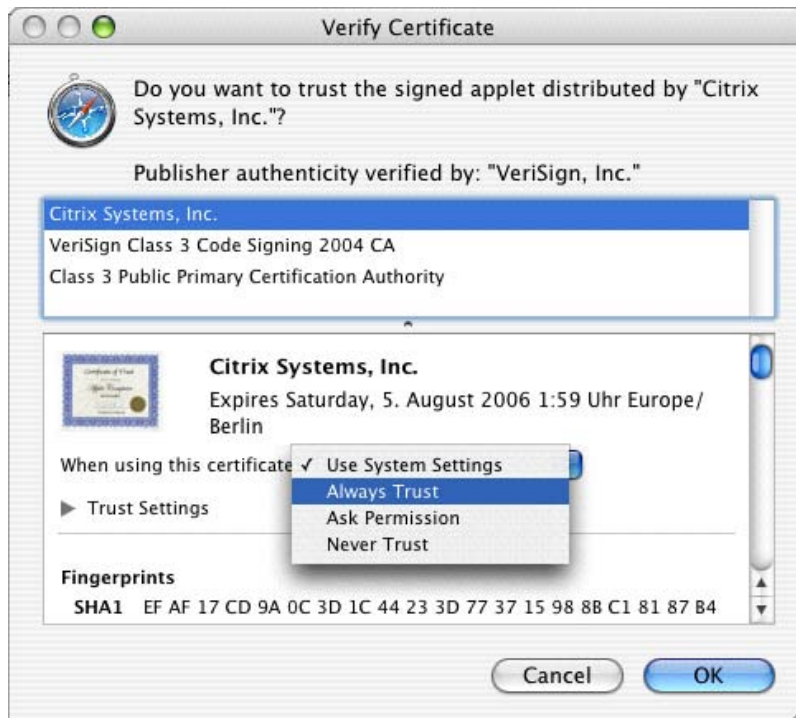 Verify Certificate
Do you want to trust the signed applet distributed by "Citrix
Systems, Inc."?
Publisher authenticity verified by: "VeriSign, Inc."
Citrix Systems, Inc.
VeriSign Class 3 Code Signing 2004 CA
Class 3 Public Primary Certification Authority
Citrix Systems, Inc.
Expires Saturday, 5. August 2006 1:59 Uhr Europe/
Berlin
When using this certificate ✓ Use System Settings
Always Trust
Ask Permission
Never Trust
Trust Settings
Fingerprints
SHA1 EF AF 17 CD 9A 0C 3D 1C 44 23 3D 77 37 15 98 8B C1 81 87 B4
Cancel OK